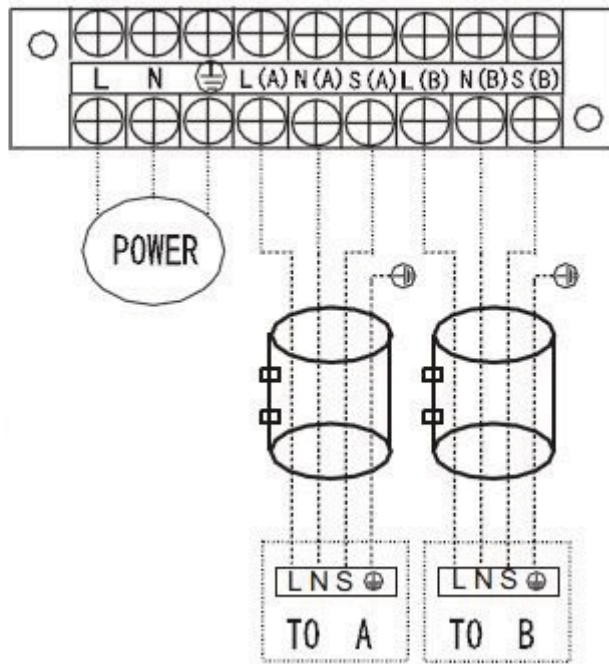 L N ⏚ L(A) N(A) S(A) L(B) N(B) S(B)
POWER
L N S ⏚ L N S ⏚
TO A TO B